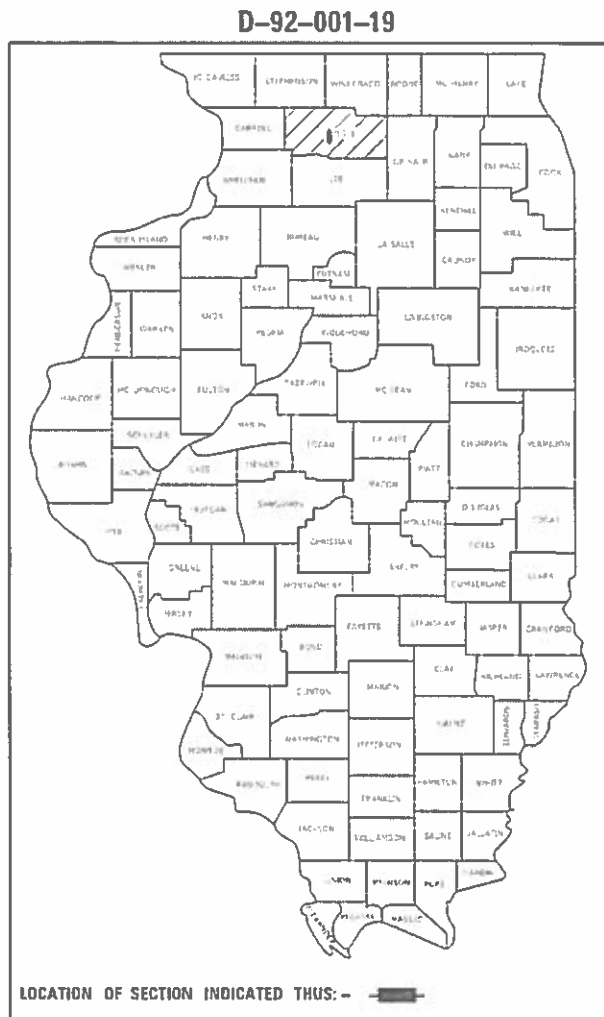 D-92-001-19
JO DAVIESS STEPHENSON WINNEBAGO BOONE MC HENRY LAKE
CARROLL OGLE
DE KALB KANE DU PAGE COOK
WHITESIDE LEE
KENDALL WILL
ROCK ISLAND HENRY BUREAU LA SALLE GRUNDY
MERCER PUTNAM KANKAKEE
STARK MARSHALL
HENDERSON WARREN KNOX PEORIA WOODFORD LIVINGSTON IROQUOIS
HANCOCK MC DONOUGH FULTON TAZEWELL MC LEAN FORD
SCHUYLER MASON LOGAN DE WITT CHAMPAIGN VERMILION
ADAMS CASS MENARD PIATT
MACON
SANGAMON DOUGLAS
PIKE SCOTT MOULTRIE EDGAR
CHRISTIAN COLES
GREENE MACOUPIN MONTGOMERY SHELBY CUMBERLAND CLARK
JERSEY
FAYETTE EFFINGHAM JASPER CRAWFORD
MADISON BOND
CLAY RICHLAND LAWRENCE
CLINTON MARION
ST. CLAIR WAYNE EDWARDS WABASH
WASHINGTON JEFFERSON
MONROE
RANDOLPH PERRY HAMILTON WHITE
FRANKLIN
JACKSON WILLIAMSON SALINE GALLATIN
UNION JOHNSON POPE HARDIN
ALEXANDER PULASKI MASSAC
LOCATION OF SECTION INDICATED THUS: -